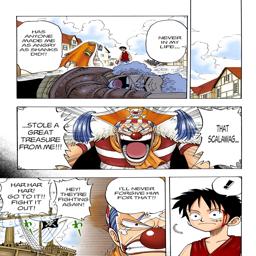 NEVER
IN MY
LIFE...
HAS
ANYONE
MADE ME
AS ANGRY
AS SHANKS
DID!!
THAT
SCALAWAG...
...STOLE A
GREAT
TREASURE
FROM ME!!!
!
I'LL NEVER
FORGIVE HIM
FOR THAT!!
HEY!
THEY'RE
FIGHTING
AGAIN!
HAR HAR
HAR!
GO TO IT!!
FIGHT
IT OUT!